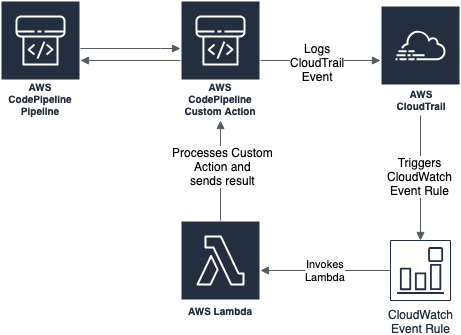 AWS
CodePipeline
Pipeline
AWS
CodePipeline
Custom Action
Logs
CloudTrail
Event
AWS
CloudTrail
Processes Custom
Action and
sends result
Triggers
CloudWatch
Event Rule
AWS Lambda
Invokes
Lambda
CloudWatch
Event Rule